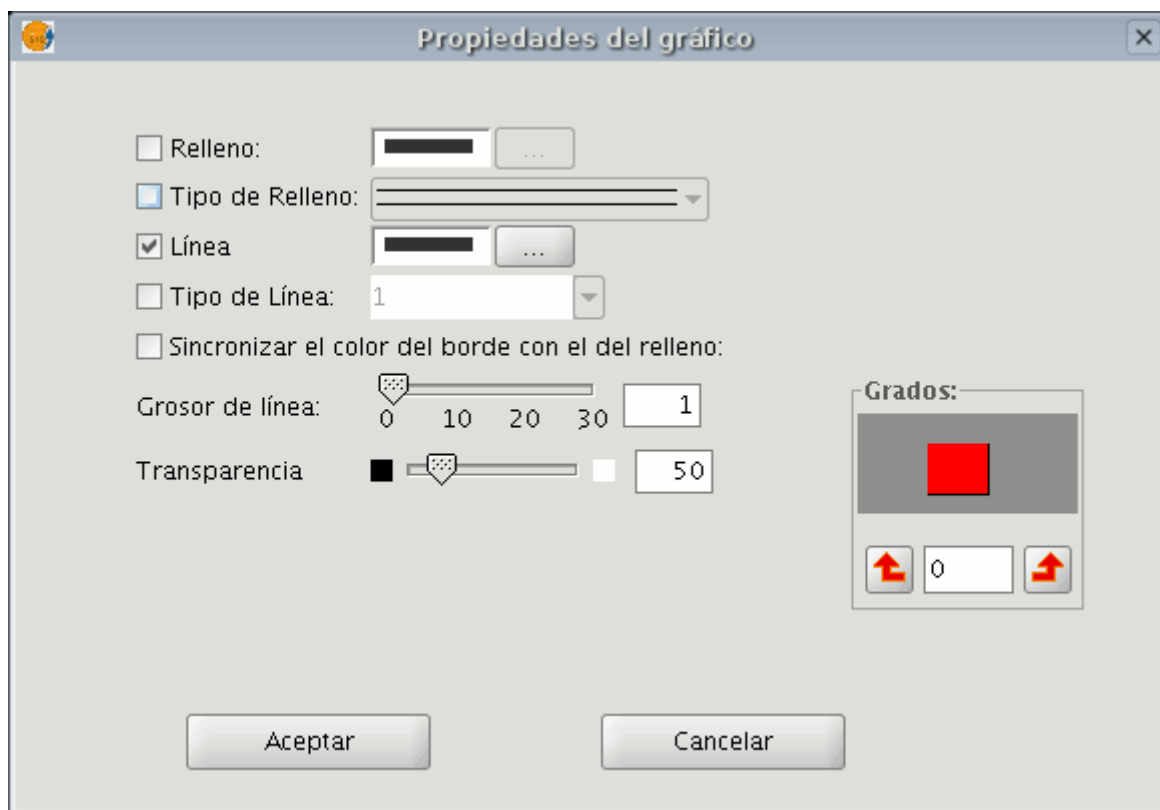 Propiedades del gráfico
Relleno:
...
Tipo de Relleno:
Línea
...
Tipo de Línea: 1
Sincronizar el color del borde con el del relleno:
Grosor de línea: 0 10 20 30 1
Transparencia 50
Grados:
0
Aceptar Cancelar